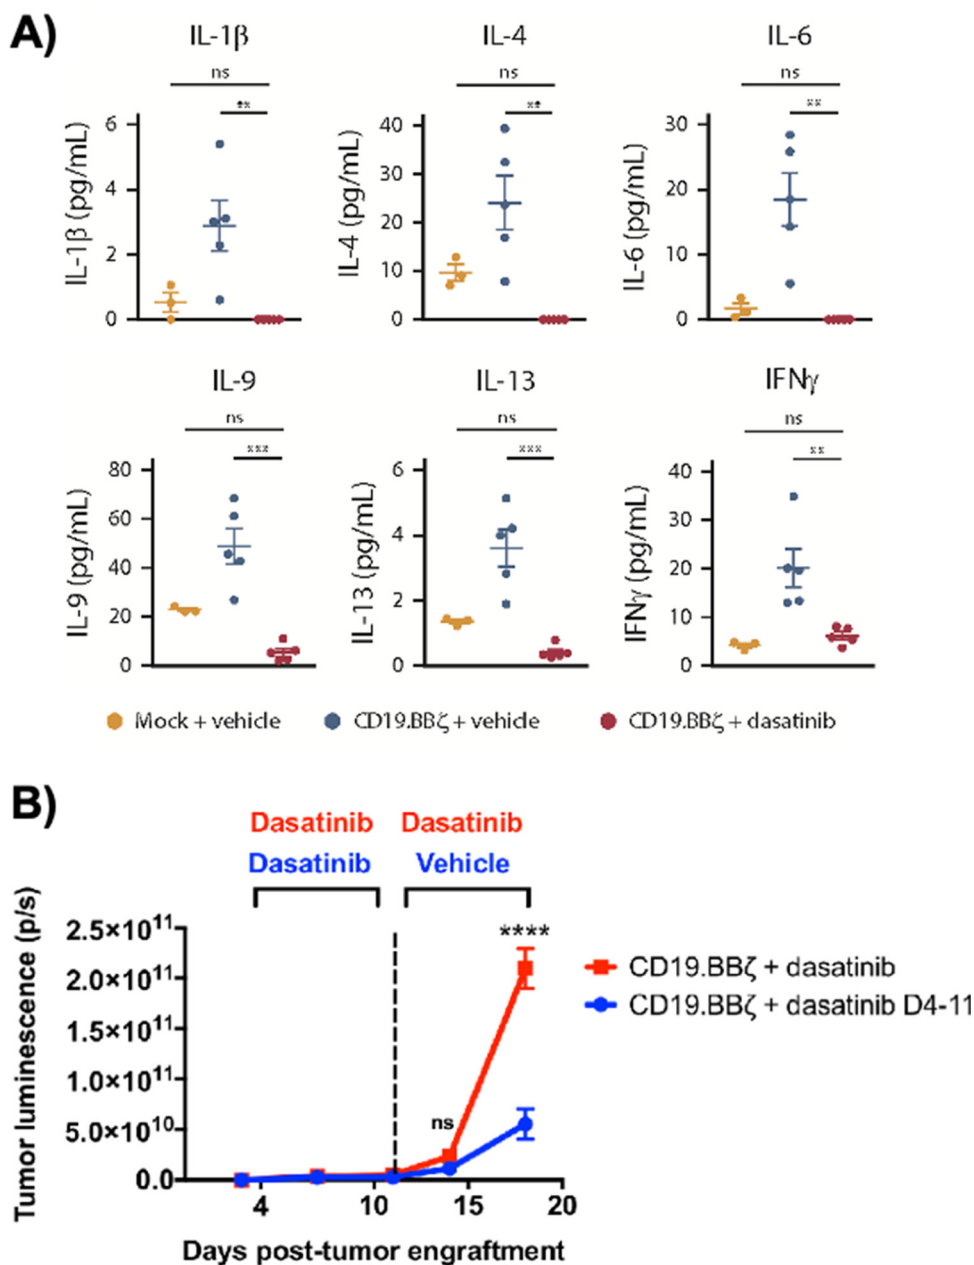 A)
IL-1β
IL-4
IL-6
ns
ns
ns
**
**
**
IL-1β (pg/mL)
6
4
2
0
IL-4 (pg/mL)
40
30
20
10
0
IL-6 (pg/mL)
30
20
10
0
IL-9
IL-13
IFNγ
ns
ns
ns
***
***
**
IL-9 (pg/mL)
80
60
40
20
0
IL-13 (pg/mL)
6
4
2
0
IFNγ (pg/mL)
40
30
20
10
0
Mock + vehicle
CD19.BBζ + vehicle
CD19.BBζ + dasatinib
B)
Dasatinib Dasatinib
Dasatinib Vehicle
Tumor luminescence (p/s)
2.5×10¹¹
2.0×10¹¹
1.5×10¹¹
1.0×10¹¹
5.0×10¹⁰
0.0
****
ns
CD19.BBζ + dasatinib
CD19.BBζ + dasatinib D4-11
4 10 15 20
Days post-tumor engraftment